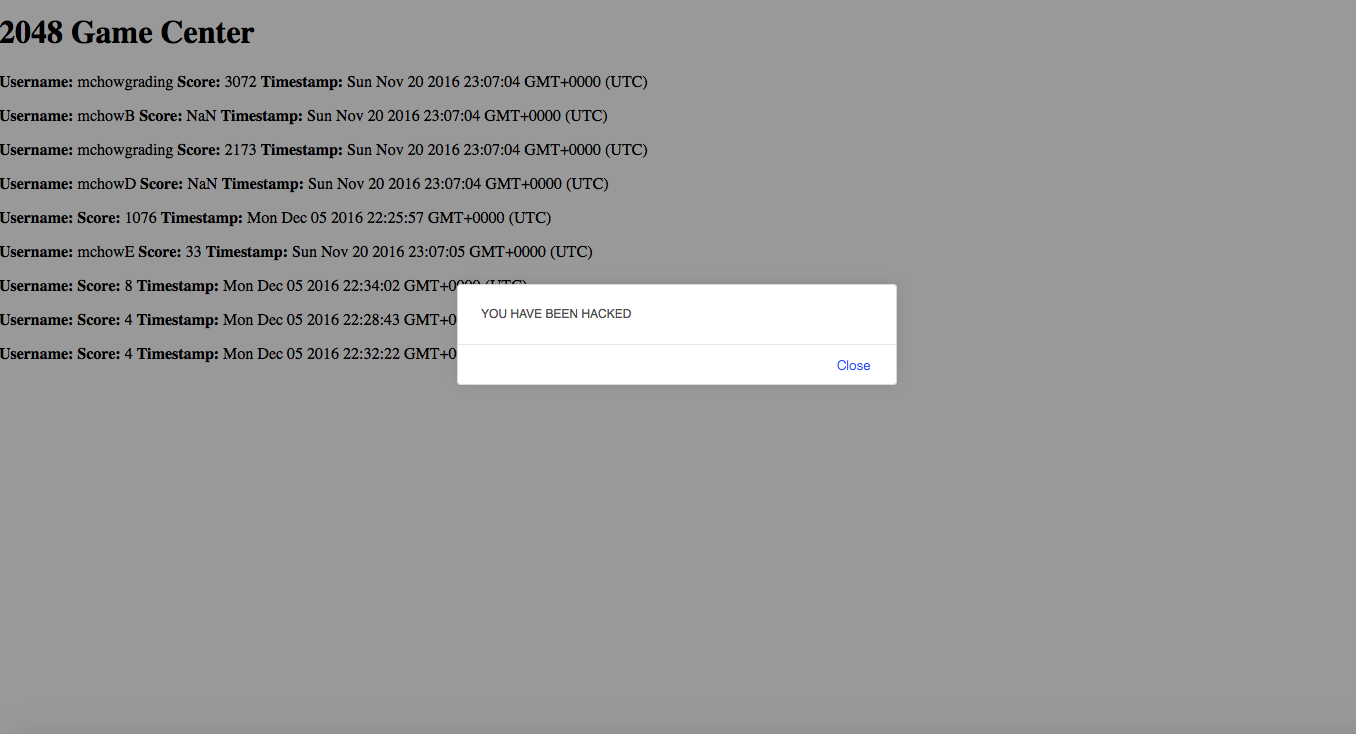 2048 Game Center
Username: mchowgrading Score: 3072 Timestamp: Sun Nov 20 2016 23:07:04 GMT+0000 (UTC)
Username: mchowB Score: NaN Timestamp: Sun Nov 20 2016 23:07:04 GMT+0000 (UTC)
Username: mchowgrading Score: 2173 Timestamp: Sun Nov 20 2016 23:07:04 GMT+0000 (UTC)
Username: mchowD Score: NaN Timestamp: Sun Nov 20 2016 23:07:04 GMT+0000 (UTC)
Username: Score: 1076 Timestamp: Mon Dec 05 2016 22:25:57 GMT+0000 (UTC)
Username: mchowE Score: 33 Timestamp: Sun Nov 20 2016 23:07:05 GMT+0000 (UTC)
Username: Score: 8 Timestamp: Mon Dec 05 2016 22:34:02 GMT+0000 (UTC)
Username: Score: 4 Timestamp: Mon Dec 05 2016 22:28:43 GMT+0
Username: Score: 4 Timestamp: Mon Dec 05 2016 22:32:22 GMT+0
YOU HAVE BEEN HACKED
Close